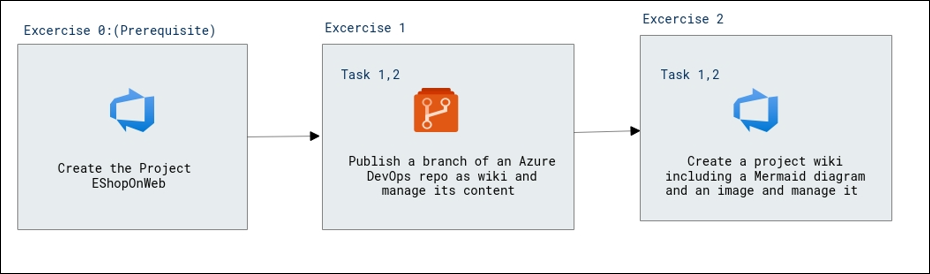 Excercise 0:(Prerequisite)
Create the Project
EShopOnWeb
Excercise 1
Task 1,2
Publish a branch of an Azure
DevOps repo as wiki and
manage its content
Excercise 2
Task 1,2
Create a project wiki
including a Mermaid diagram
and an image and manage it